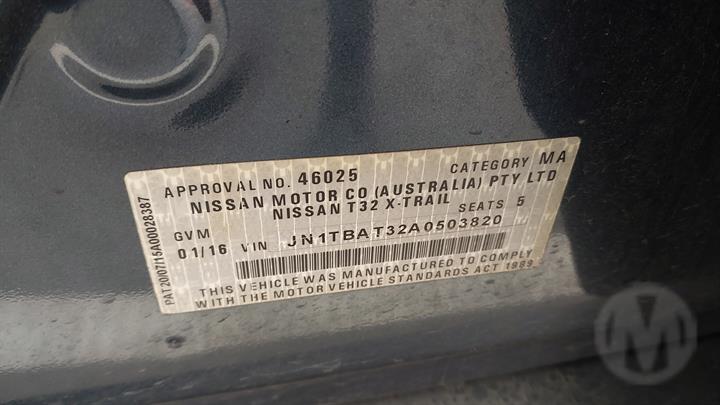 APPROVAL NO. 46025 CATEGORY MA
NISSAN MOTOR CO (AUSTRALIA) PTY LTD
NISSAN T32 X-TRAIL
GVM SEATS 5
01/16 VIN JN1TBAT32A0503820
THIS VEHICLE WAS MANUFACTURED TO COMPLY
WITH THE MOTOR VEHICLE STANDARDS ACT 1989
PAT2007/15A00028387
M